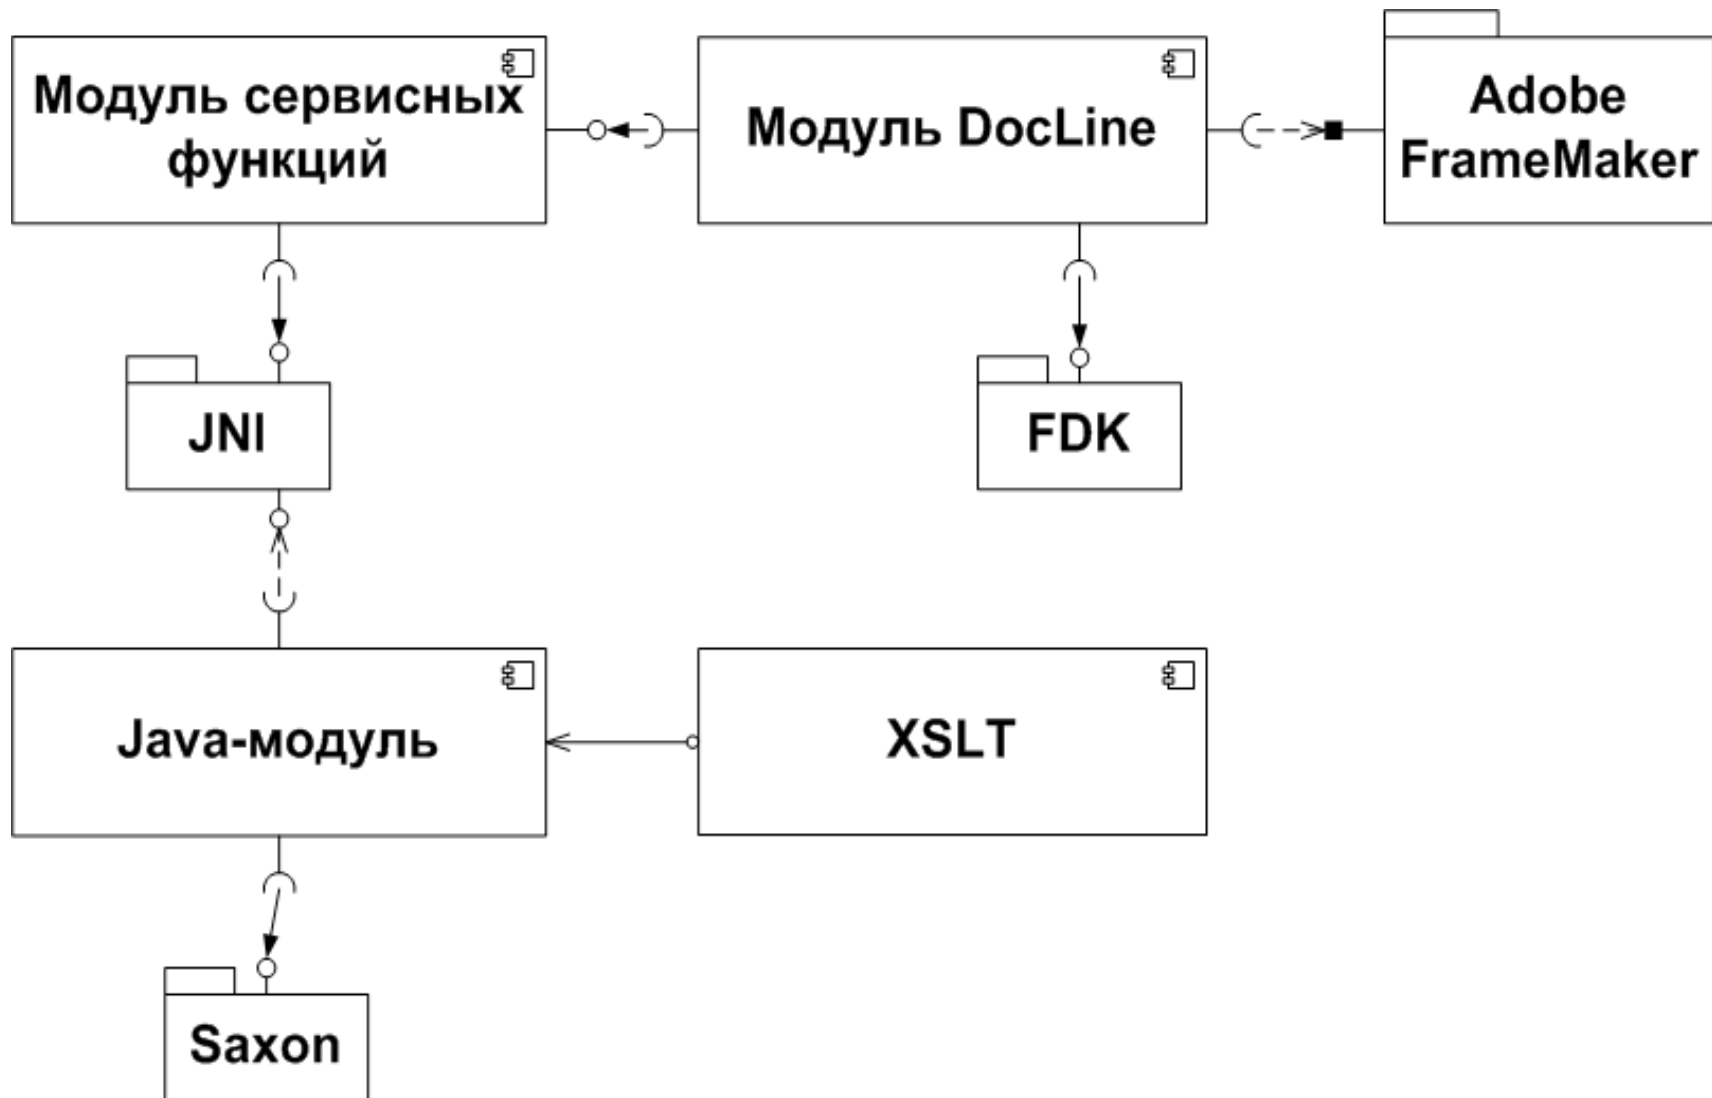 Модуль сервисных
функций
Модуль DocLine
Adobe
FrameMaker
JNI
FDK
Java-модуль
XSLT
Saxon